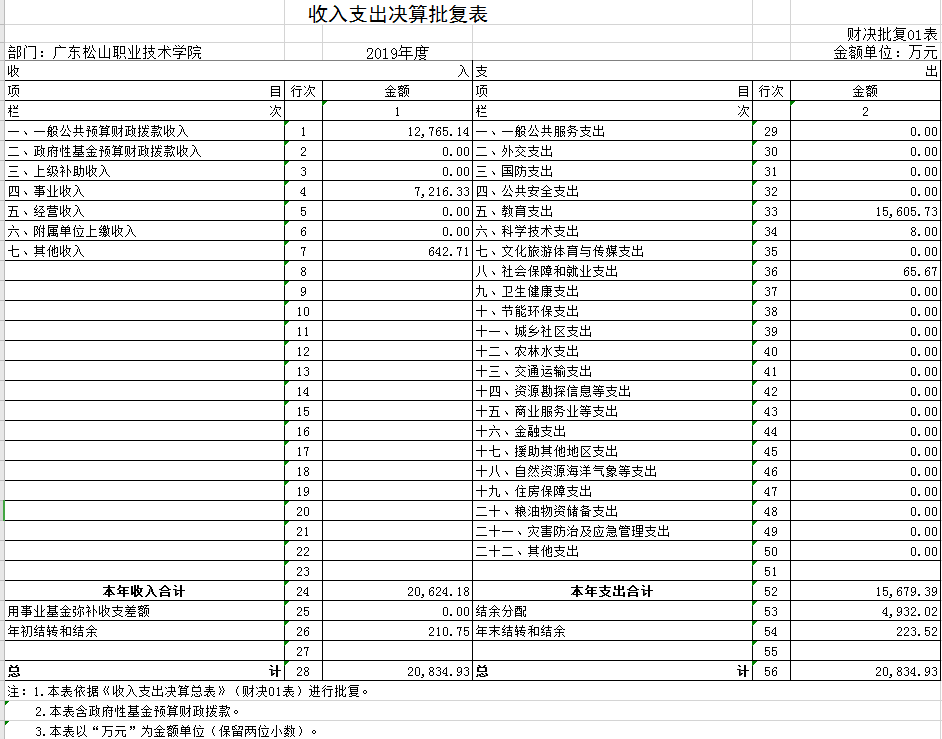 收入支出决算批复表
财决批复01表
部门：广东松山职业技术学院 2019年度 金额单位：万元
收 入 支 出
项 目 行次 金额 项 目 行次 金额
栏 次 1 栏 次 2
一、一般公共预算财政拨款收入 1 12,765.14 一、一般公共服务支出 29 0.00
二、政府性基金预算财政拨款收入 2 0.00 二、外交支出 30 0.00
三、上级补助收入 3 0.00 三、国防支出 31 0.00
四、事业收入 4 7,216.33 四、公共安全支出 32 0.00
五、经营收入 5 0.00 五、教育支出 33 15,605.73
六、附属单位上缴收入 6 0.00 六、科学技术支出 34 8.00
七、其他收入 7 642.71 七、文化旅游体育与传媒支出 35 0.00
8 八、社会保障和就业支出 36 65.67
9 九、卫生健康支出 37 0.00
10 十、节能环保支出 38 0.00
11 十一、城乡社区支出 39 0.00
12 十二、农林水支出 40 0.00
13 十三、交通运输支出 41 0.00
14 十四、资源勘探信息等支出 42 0.00
15 十五、商业服务业等支出 43 0.00
16 十六、金融支出 44 0.00
17 十七、援助其他地区支出 45 0.00
18 十八、自然资源海洋气象等支出 46 0.00
19 十九、住房保障支出 47 0.00
20 二十、粮油物资储备支出 48 0.00
21 二十一、灾害防治及应急管理支出 49 0.00
22 二十二、其他支出 50 0.00
23 51
本年收入合计 24 20,624.18 本年支出合计 52 15,679.39
用事业基金弥补收支差额 25 0.00 结余分配 53 4,932.02
年初结转和结余 26 210.75 年末结转和结余 54 223.52
27 55
总 计 28 20,834.93 总 计 56 20,834.93
注：1.本表依据《收入支出决算总表》（财决01表）进行批复。
2.本表含政府性基金预算财政拨款。
3.本表以“万元”为金额单位（保留两位小数）。